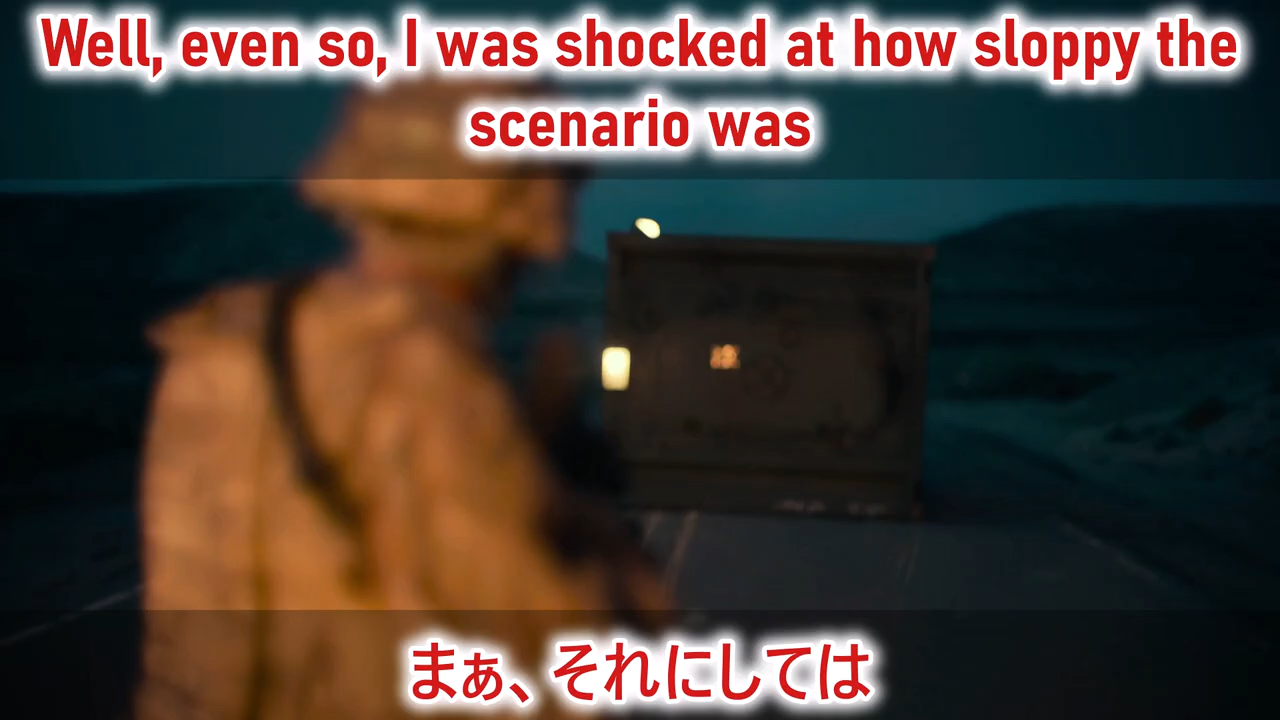 Well, even so, I was shocked at how sloppy the
scenario was
まぁ、それにしては